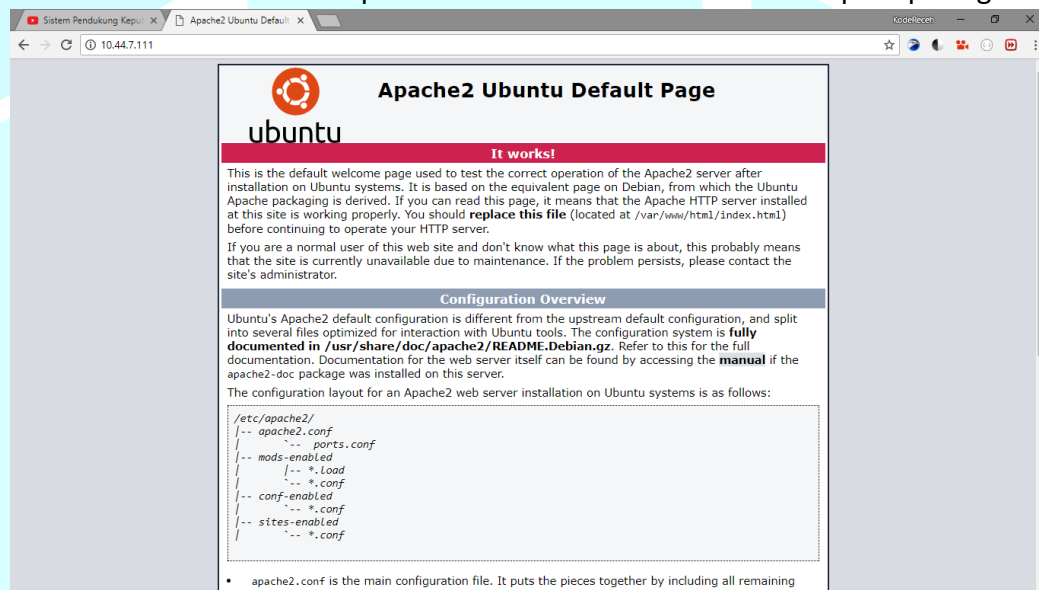 Sistem Pendukung Keput
Apache2 Ubuntu Default
KodeReceh
10.44.7.111
ubuntu
Apache2 Ubuntu Default Page
It works!
This is the default welcome page used to test the correct operation of the Apache2 server after
installation on Ubuntu systems. It is based on the equivalent page on Debian, from which the Ubuntu
Apache packaging is derived. If you can read this page, it means that the Apache HTTP server installed
at this site is working properly. You should replace this file (located at /var/www/html/index.html)
before continuing to operate your HTTP server.
If you are a normal user of this web site and don't know what this page is about, this probably means
that the site is currently unavailable due to maintenance. If the problem persists, please contact the
site's administrator.
Configuration Overview
Ubuntu's Apache2 default configuration is different from the upstream default configuration, and split
into several files optimized for interaction with Ubuntu tools. The configuration system is fully
documented in /usr/share/doc/apache2/README.Debian.gz. Refer to this for the full
documentation. Documentation for the web server itself can be found by accessing the manual if the
apache2-doc package was installed on this server.
The configuration layout for an Apache2 web server installation on Ubuntu systems is as follows:
/etc/apache2/
|-- apache2.conf
|       `--  ports.conf
|-- mods-enabled
|       |-- *.load
|       `-- *.conf
|-- conf-enabled
|       `-- *.conf
|-- sites-enabled
|       `-- *.conf
• apache2.conf is the main configuration file. It puts the pieces together by including all remaining